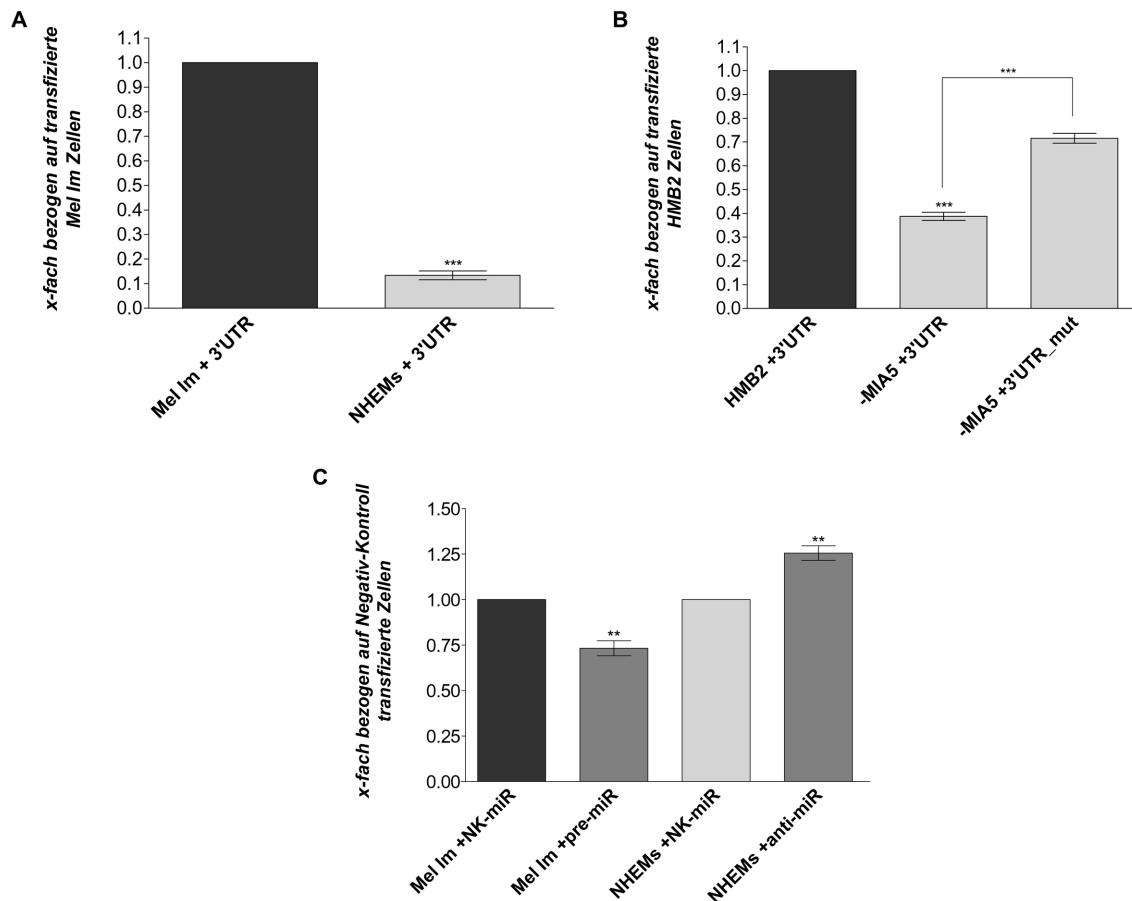 A
x-fach bezogen auf transfizierte
Mel Im Zellen
1.1
1.0
0.9
0.8
0.7
0.6
0.5
0.4
0.3
0.2
0.1
0.0
***
Mel Im + 3'UTR
NHEMs + 3'UTR
B
x-fach bezogen auf transfizierte
HMB2 Zellen
1.1
1.0
0.9
0.8
0.7
0.6
0.5
0.4
0.3
0.2
0.1
0.0
***
***
HMB2 +3'UTR
-MIA5 +3'UTR
-MIA5 +3'UTR_mut
C
x-fach bezogen auf Negativ-Kontroll
transfizierte Zellen
1.50
1.25
1.00
0.75
0.50
0.25
0.00
**
**
Mel Im +NK-miR
Mel Im +pre-miR
NHEMs +NK-miR
NHEMs +anti-miR